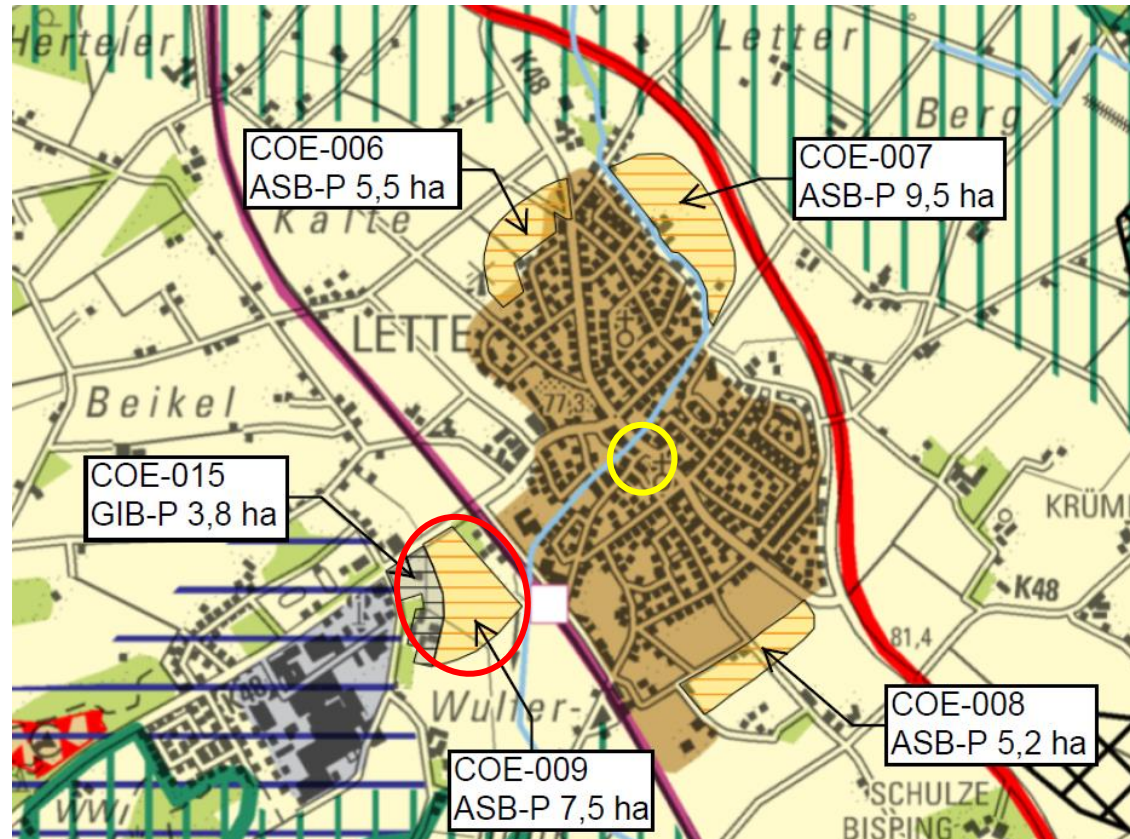 Herteler
Letter
K48
Berg
COE-006
ASB-P 5,5 ha
COE-007
ASB-P 9,5 ha
Kalte
LETTE
77,3
Beikel
COE-015
GIB-P 3,8 ha
KRÜM
K48
81,4
K48
Wulfer-
COE-008
ASB-P 5,2 ha
COE-009
ASB-P 7,5 ha
SCHULZE
BISPING